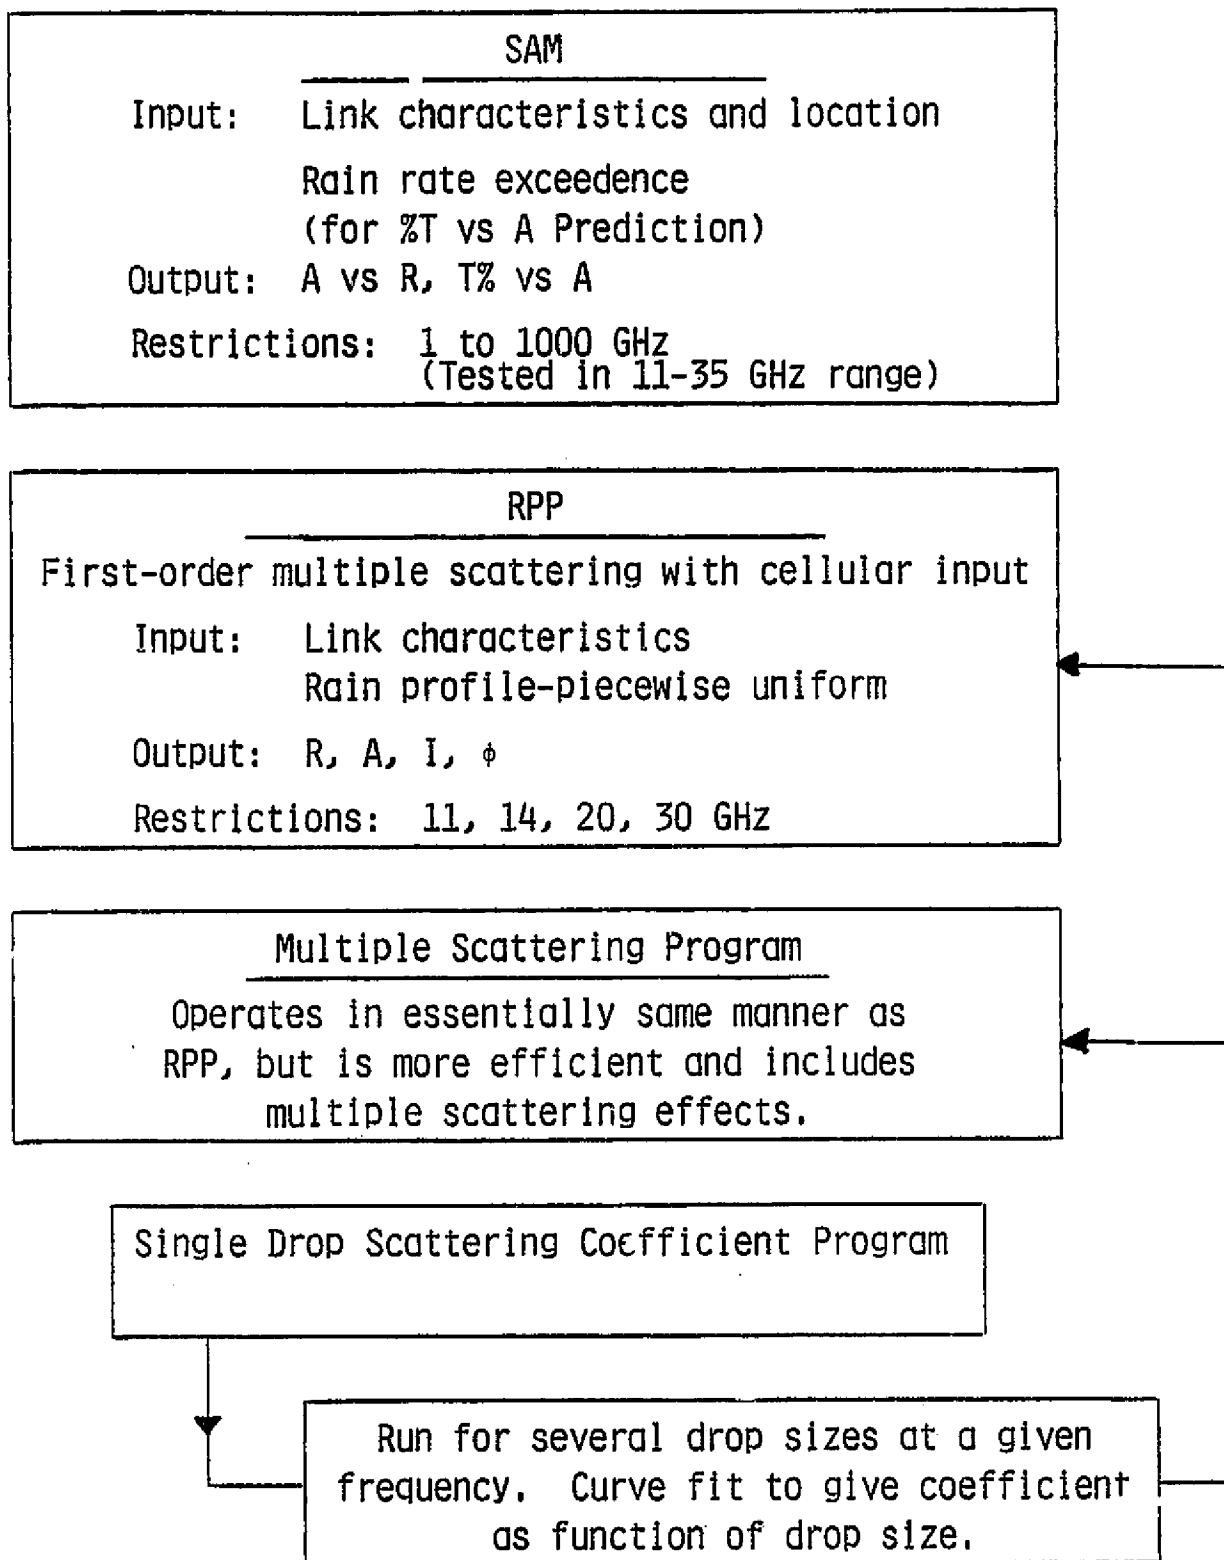 SAM
Input: Link characteristics and location
Rain rate exceedence
(for %T vs A Prediction)
Output: A vs R, T% vs A
Restrictions: 1 to 1000 GHz
(Tested in 11-35 GHz range)
RPP
First-order multiple scattering with cellular input
Input: Link characteristics
Rain profile-piecewise uniform
Output: R, A, I, φ
Restrictions: 11, 14, 20, 30 GHz
Multiple Scattering Program
Operates in essentially same manner as
RPP, but is more efficient and includes
multiple scattering effects.
Single Drop Scattering Coefficient Program
Run for several drop sizes at a given
frequency. Curve fit to give coefficient
as function of drop size.